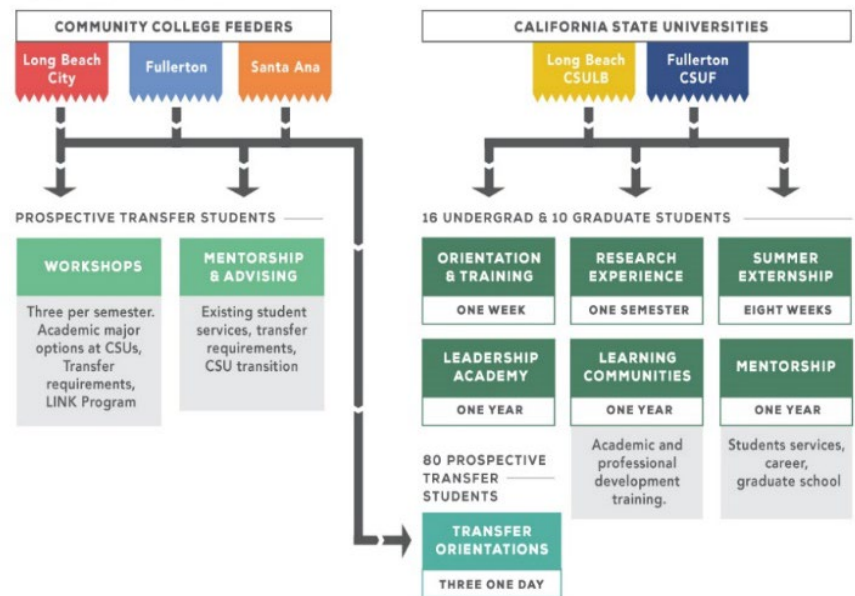 COMMUNITY COLLEGE FEEDERS
Long Beach
City
Fullerton
Santa Ana
PROSPECTIVE TRANSFER STUDENTS
WORKSHOPS
Three per semester.
Academic major
options at CSUs,
Transfer
requirements,
LINK Program
MENTORSHIP
& ADVISING
Existing student
services, transfer
requirements,
CSU transition
CALIFORNIA STATE UNIVERSITIES
Long Beach
CSULB
Fullerton
CSUF
16 UNDERGRAD & 10 GRADUATE STUDENTS
ORIENTATION
& TRAINING
ONE WEEK
RESEARCH
EXPERIENCE
ONE SEMESTER
SUMMER
EXTERNSHIP
EIGHT WEEKS
LEADERSHIP
ACADEMY
ONE YEAR
LEARNING
COMMUNITIES
ONE YEAR
Academic and
professional
development
training.
MENTORSHIP
ONE YEAR
Students services,
career,
graduate school
80 PROSPECTIVE
TRANSFER
STUDENTS
TRANSFER
ORIENTATIONS
THREE ONE DAY